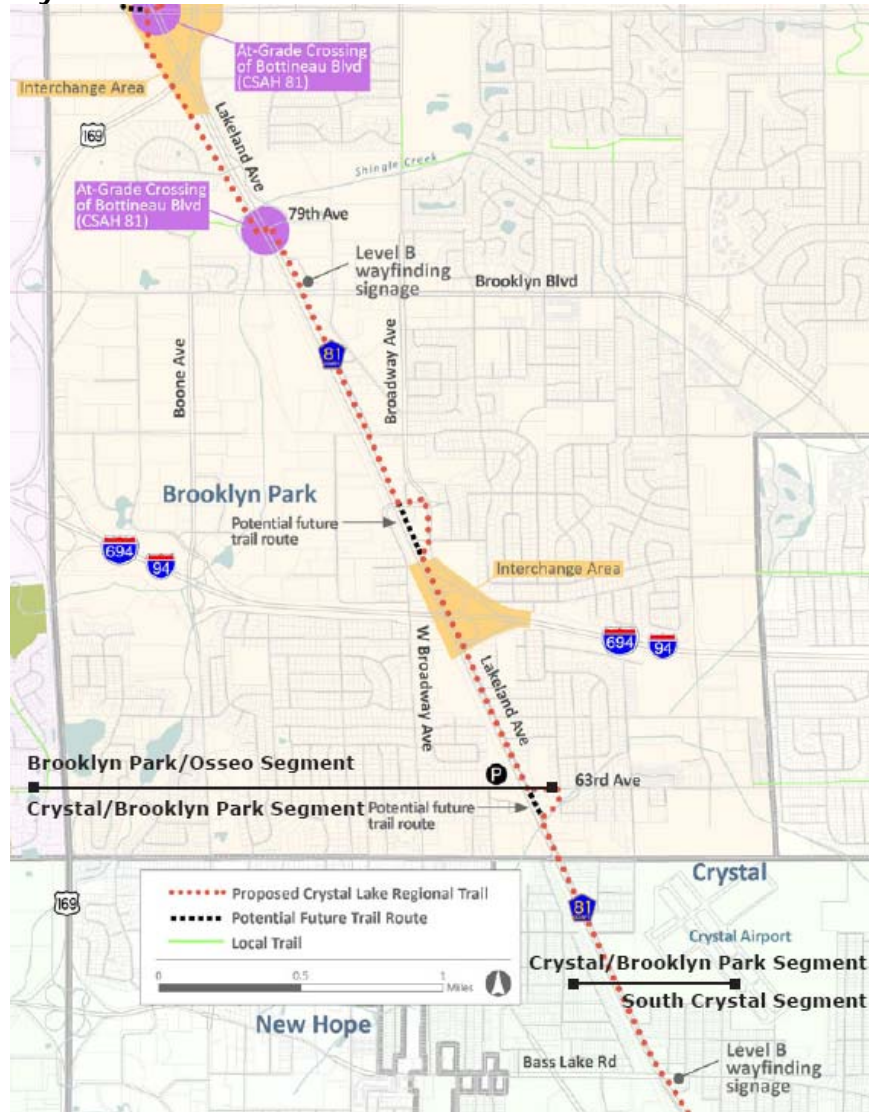 At-Grade Crossing
of Bottineau Blvd
(CSAH 81)
Interchange Area
169
Lakeland Ave
Shingle Creek
At-Grade Crossing
of Bottineau Blvd
(CSAH 81)
79th Ave
Level B
wayfinding
signage
Brooklyn Blvd
81
Boone Ave
Broadway Ave
Brooklyn Park
Potential future
trail route
694
94
Interchange Area
694
94
W Broadway Ave
Lakeland Ave
Brooklyn Park/Osseo Segment
P
63rd Ave
Crystal/Brooklyn Park Segment
Potential future
trail route
Crystal
169
Proposed Crystal Lake Regional Trail
Potential Future Trail Route
Local Trail
0 0.5 1
Miles
81
Crystal Airport
Crystal/Brooklyn Park Segment
South Crystal Segment
New Hope
Bass Lake Rd
Level B
wayfinding
signage